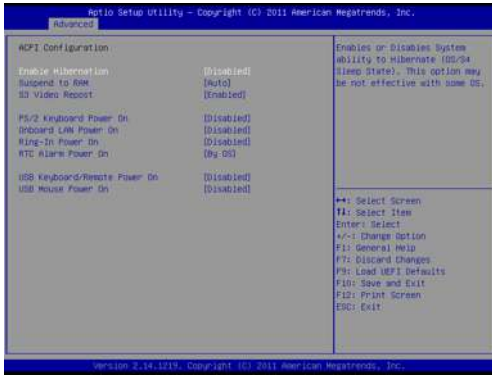 Aptio Setup Utility – Copyright (C) 2011 American Megatrends, Inc.
Advanced
ACPI Configuration
Enable Hibernation [Disabled]
Suspend to RAM [Auto]
S3 Video Repost [Enabled]
PS/2 Keyboard Power On [Disabled]
Onboard LAN Power On [Disabled]
Ring-In Power On [Disabled]
RTC Alarm Power On [By OS]
USB Keyboard/Remote Power On [Disabled]
USB Mouse Power On [Disabled]
Enables or Disables System
ability to Hibernate (OS/S4
Sleep State). This option may
be not effective with some OS.
↔: Select Screen
↑↓: Select Item
Enter: Select
+/-: Change Option
F1: General Help
F7: Discard Changes
F9: Load UEFI Defaults
F10: Save and Exit
F12: Print Screen
ESC: Exit
Version 2.14.1219. Copyright (C) 2011 American Megatrends, Inc.